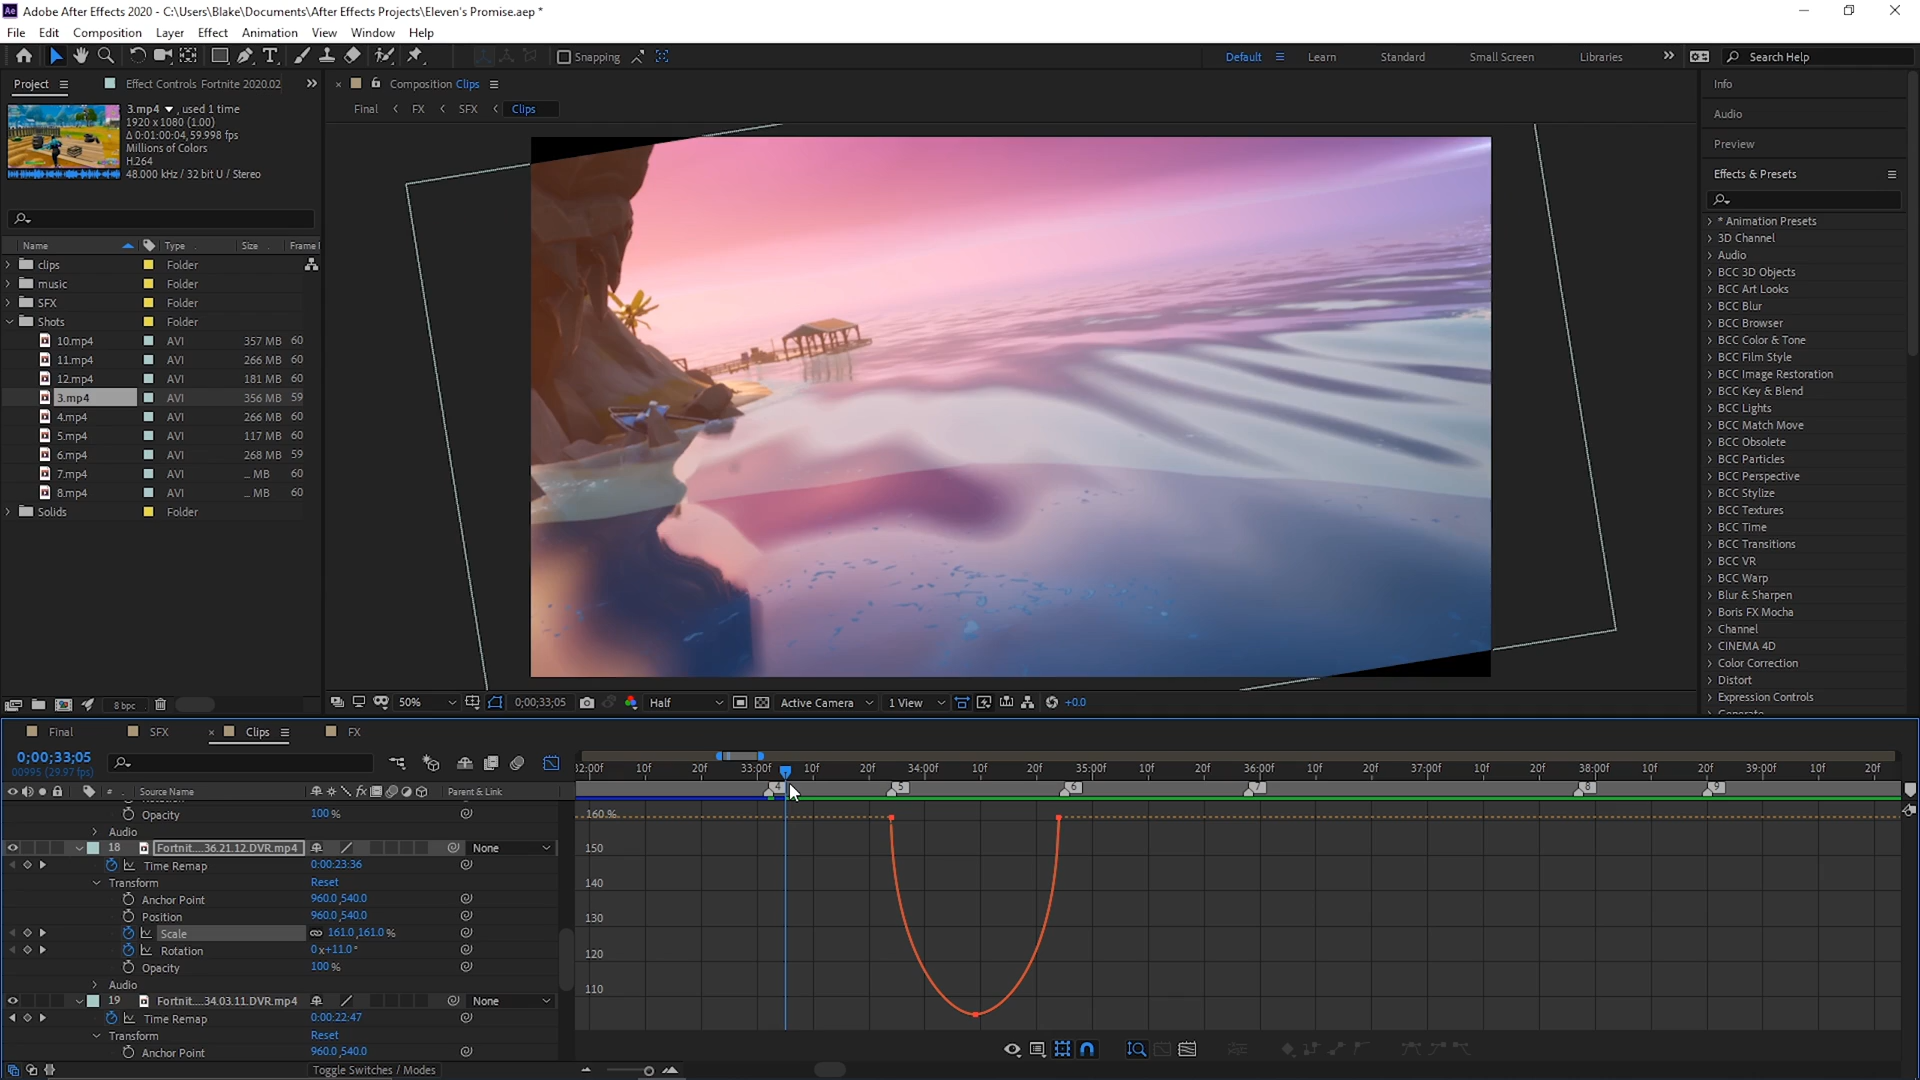 Ae Adobe After Effects 2020 - C:\Users\Blake\Documents\After Effects Projects\Eleven's Promise.aep *
File Edit Composition Layer Effect Animation View Window Help
Snapping Default Learn Standard Small Screen Libraries Search Help
Project Effect Controls Fortnite 2020.02
3.mp4 , used 1 time
1920 x 1080 (1.00)
Δ 0:01:00:04, 59.998 fps
Millions of Colors
H.264
48.000 kHz / 32 bit U / Stereo
Name Type Size Frame
clips Folder
music Folder
SFX Folder
Shots Folder
10.mp4 AVI 357 MB 60
11.mp4 AVI 266 MB 60
12.mp4 AVI 181 MB 60
3.mp4 AVI 356 MB 59
4.mp4 AVI 266 MB 60
5.mp4 AVI 117 MB 60
6.mp4 AVI 268 MB 59
7.mp4 AVI ... MB 60
8.mp4 AVI ... MB 60
Solids Folder
8 bpc
Composition Clips
Final FX SFX Clips
50% 0;00;33;05 Half Active Camera 1 View +0.0
Info
Audio
Preview
Effects & Presets
* Animation Presets
3D Channel
Audio
BCC 3D Objects
BCC Art Looks
BCC Blur
BCC Browser
BCC Color & Tone
BCC Film Style
BCC Image Restoration
BCC Key & Blend
BCC Lights
BCC Match Move
BCC Obsolete
BCC Particles
BCC Perspective
BCC Stylize
BCC Textures
BCC Time
BCC Transitions
BCC VR
BCC Warp
Blur & Sharpen
Boris FX Mocha
Channel
CINEMA 4D
Color Correction
Distort
Expression Controls
Final SFX Clips FX
0;00;33;05
00995 (29.97 fps)
# Source Name Parent & Link
Opacity 100%
Audio
18 Fortnit....36.21.12.DVR.mp4 None
Time Remap 0:00:23:36
Transform Reset
Anchor Point 960.0,540.0
Position 960.0,540.0
Scale 161.0,161.0%
Rotation 0x+11.0°
Opacity 100%
Audio
19 Fortnit....34.03.11.DVR.mp4 None
Time Remap 0:00:22:47
Transform Reset
Anchor Point 960.0,540.0
Toggle Switches / Modes
32:00f 10f 20f 33:00f 10f 20f 34:00f 10f 20f 35:00f 10f 20f 36:00f 10f 20f 37:00f 10f 20f 38:00f 10f 20f 39:00f 10f 20f
4 5 6 7 8 9
160 %
150
140
130
120
110